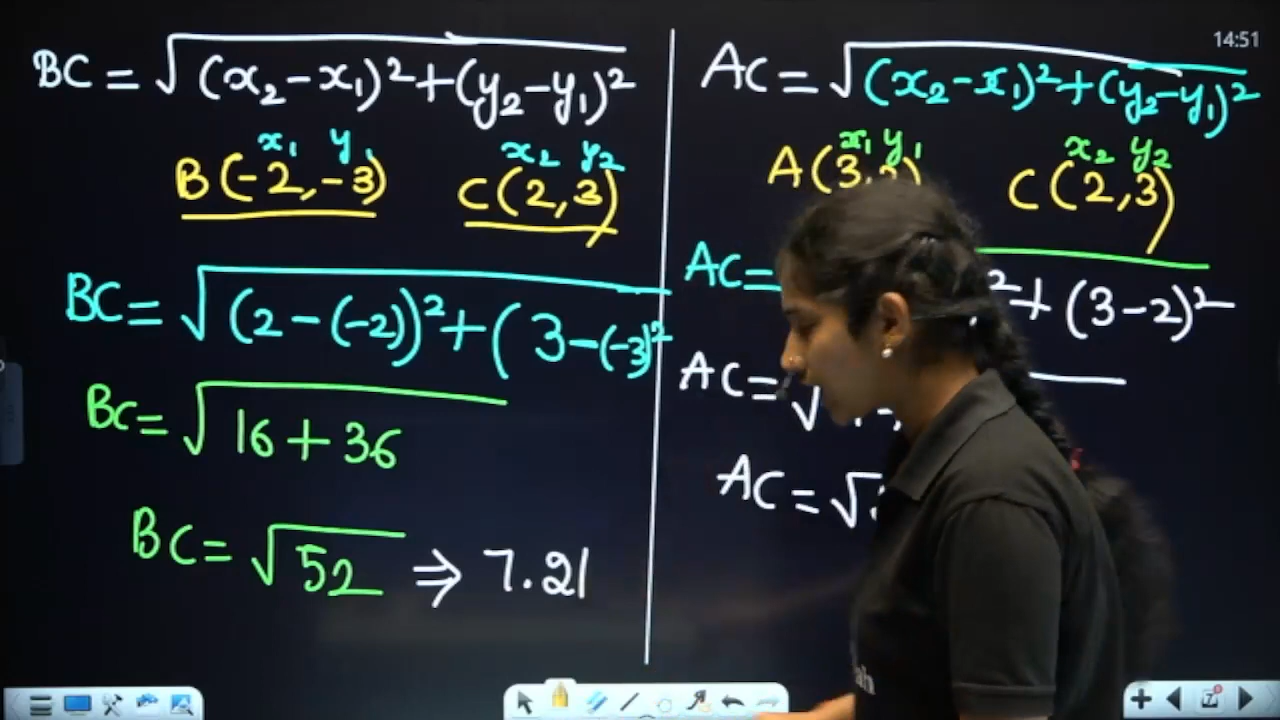 14:51
BC = √(x₂-x₁)²+(y₂-y₁)²
x₁ y₁ x₂ y₂
B(-2,-3) C(2,3)
BC = √(2-(-2))²+(3-(-3)²
BC = √16+36
BC = √52 ⇒ 7.21
AC = √(x₂-x₁)²+(y₂-y₁)²
x₁ y₁ x₂ y₂
A(3, C(2,3)
AC = ²+(3-2)²
AC = √
AC = √
ah